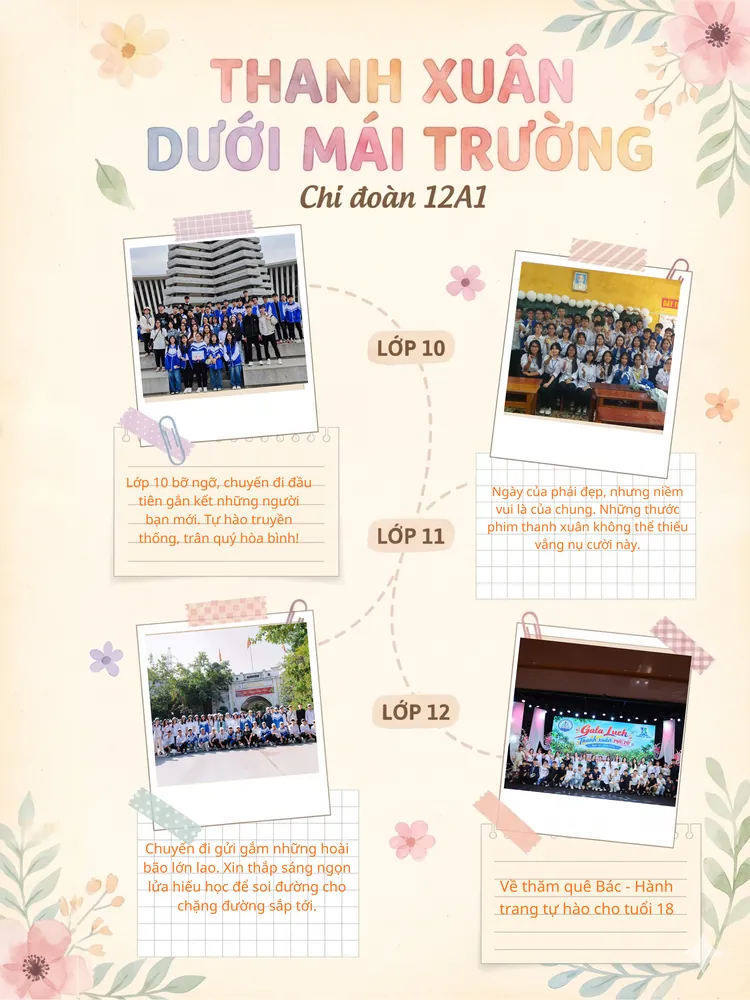 THANH XUÂN
DƯỚI MÁI TRƯỜNG
Chi đoàn 12A1
LỚP 10
Lớp 10 bỡ ngỡ, chuyến đi đầu
tiên gắn kết những người
bạn mới. Tự hào truyền
thống, trân quý hòa bình!
LỚP 11
Ngày của phái đẹp, nhưng niềm
vui là của chung. Những thước
phim thanh xuân không thể thiếu
vắng nụ cười này.
LỚP 12
Gala Luch
Thanh xuân
Chuyến đi gửi gắm những hoài
bão lớn lao. Xin thắp sáng ngọn
lửa hiếu học để soi đường cho
chặng đường sắp tới.
Về thăm quê Bác - Hành
trang tự hào cho tuổi 18